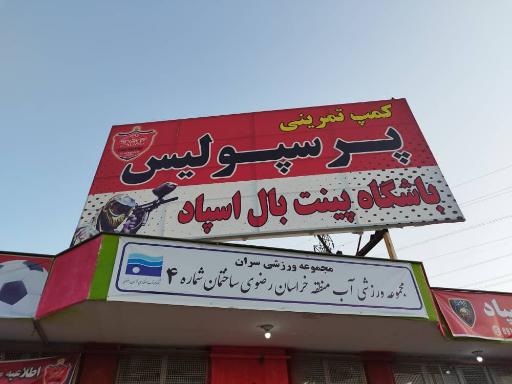 کمپ تمرینی
پرسپولیس
باشگاه پینت بال اسپاد
مجموعه ورزشی سران
مجموعه ورزشی آب منطقه خراسان رضوی ساختمان شماره ۴
اطلاعیه